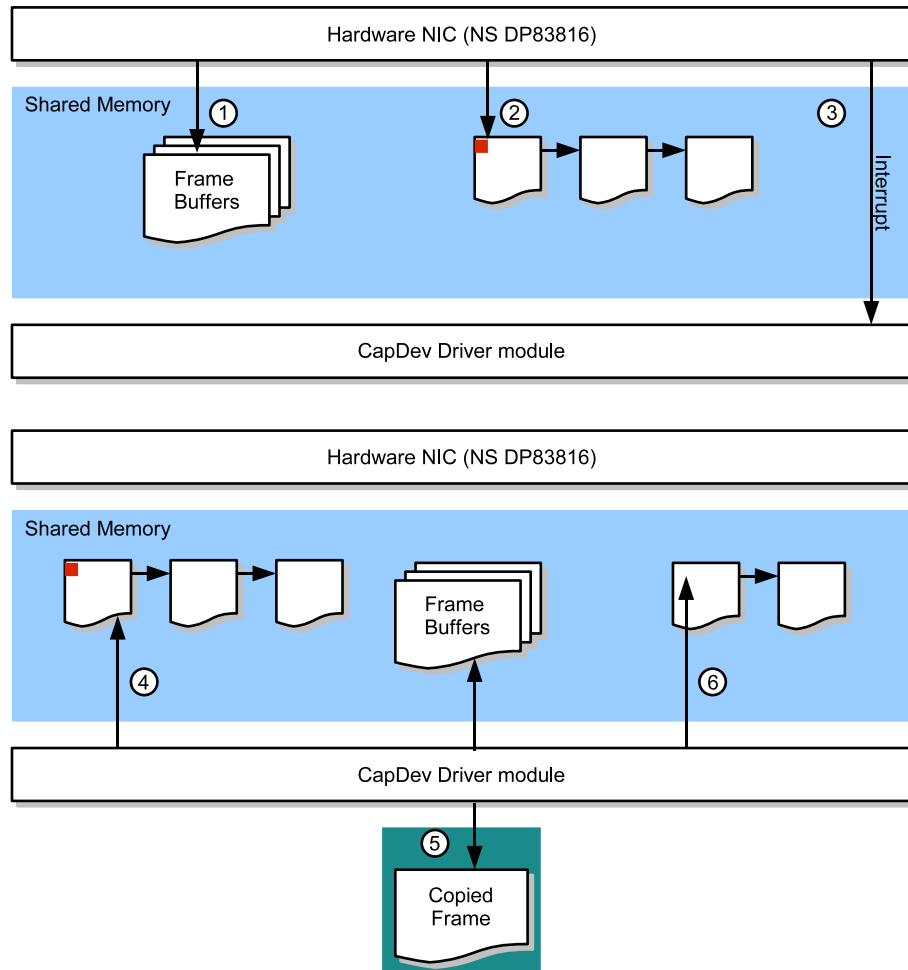 Hardware NIC (NS DP83816)
Shared Memory
1
2
3
Frame
Buffers
Interrupt
CapDev Driver module
Hardware NIC (NS DP83816)
Shared Memory
Frame
Buffers
4
6
CapDev Driver module
5
Copied
Frame